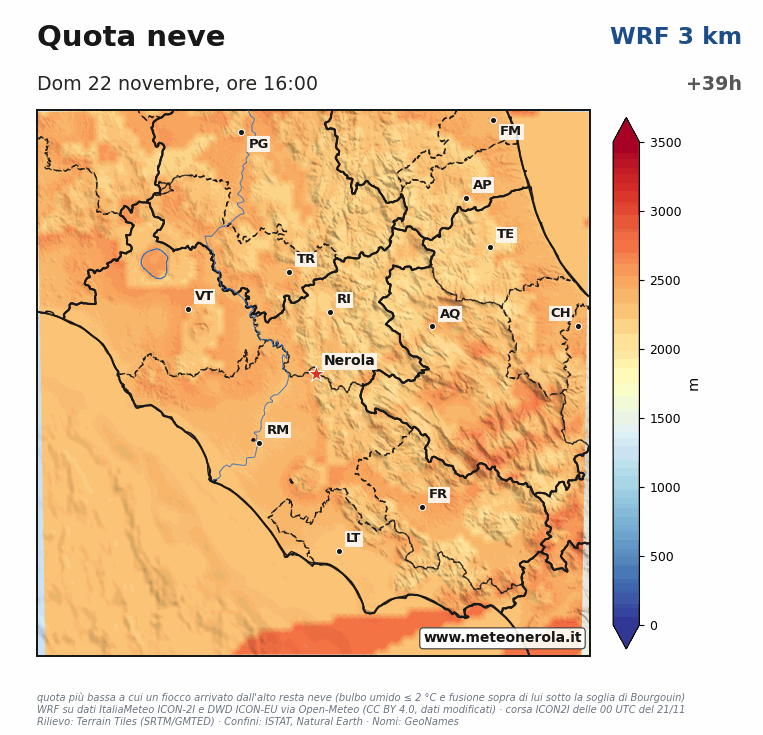 Quota neve
WRF 3 km
Dom 22 novembre, ore 16:00
+39h
FM
PG
AP
TE
TR
VT
RI
AQ
CH
Nerola
RM
FR
LT
www.meteonerola.it
3500
3000
2500
2000
1500
1000
500
0
m
quota più bassa a cui un fiocco arrivato dall'alto resta neve (bulbo umido ≤ 2 °C e fusione sopra di lui sotto la soglia di Bourgouin)
WRF su dati ItaliaMeteo ICON-2I e DWD ICON-EU via Open-Meteo (CC BY 4.0, dati modificati) · corsa ICON2I delle 00 UTC del 21/11
Rilievo: Terrain Tiles (SRTM/GMTED) · Confini: ISTAT, Natural Earth · Nomi: GeoNames